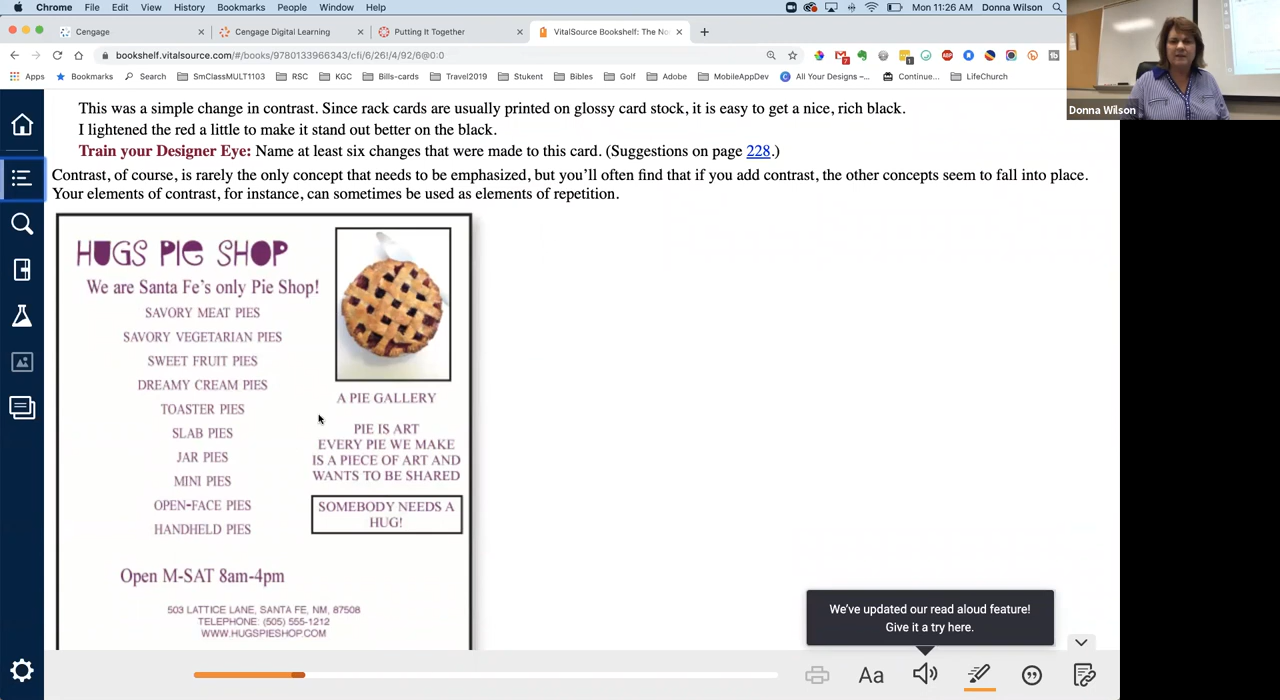 Chrome File Edit View History Bookmarks People Window Help Mon 11:26 AM Donna Wilson
Cengage Cengage Digital Learning Putting It Together VitalSource Bookshelf: The No
bookshelf.vitalsource.com/#/books/9780133966343/cfi/6/26!/4/92/6@0:0
Apps Bookmarks Search SmClassMULT1103 RSC KGC Bills-cards Travel2019 Stukent Bibles Golf Adobe MobileAppDev All Your Designs –... Continue... LifeChurch
Donna Wilson
This was a simple change in contrast. Since rack cards are usually printed on glossy card stock, it is easy to get a nice, rich black.
I lightened the red a little to make it stand out better on the black.
Train your Designer Eye: Name at least six changes that were made to this card. (Suggestions on page 228.)
Contrast, of course, is rarely the only concept that needs to be emphasized, but you’ll often find that if you add contrast, the other concepts seem to fall into place.
Your elements of contrast, for instance, can sometimes be used as elements of repetition.
HUGS PIE SHOP
We are Santa Fe's only Pie Shop!
SAVORY MEAT PIES
SAVORY VEGETARIAN PIES
SWEET FRUIT PIES
DREAMY CREAM PIES
TOASTER PIES
SLAB PIES
JAR PIES
MINI PIES
OPEN-FACE PIES
HANDHELD PIES
A PIE GALLERY
PIE IS ART
EVERY PIE WE MAKE
IS A PIECE OF ART AND
WANTS TO BE SHARED
SOMEBODY NEEDS A
HUG!
Open M-SAT 8am-4pm
503 LATTICE LANE, SANTA FE, NM, 87508
TELEPHONE: (505) 555-1212
WWW.HUGSPIESHOP.COM
We’ve updated our read aloud feature!
Give it a try here.
Aa